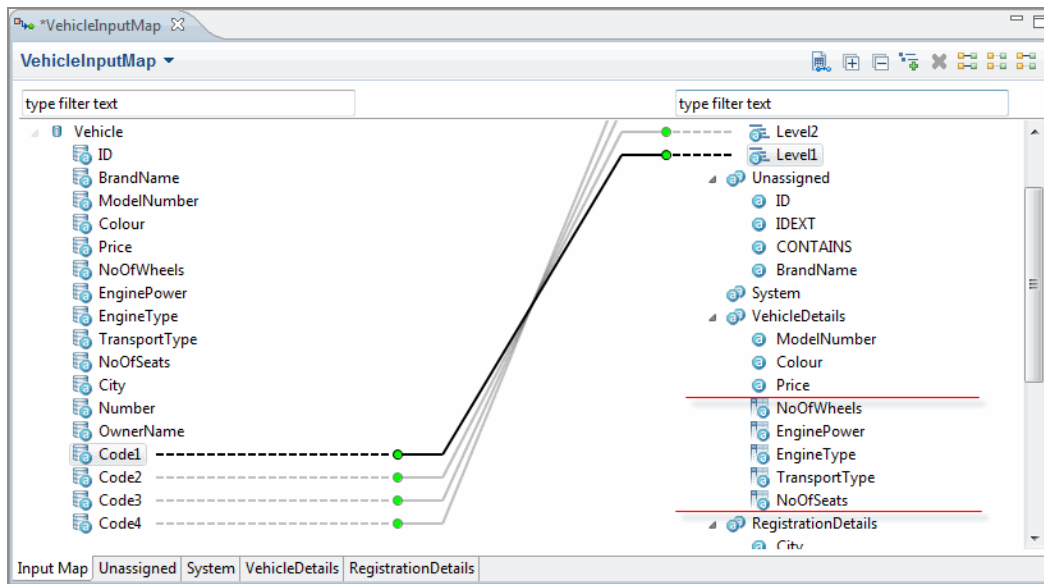 *VehicleInputMap
VehicleInputMap
type filter text
type filter text
Vehicle
ID
BrandName
ModelNumber
Colour
Price
NoOfWheels
EnginePower
EngineType
TransportType
NoOfSeats
City
Number
OwnerName
Code1
Code2
Code3
Code4
Level2
Level1
Unassigned
ID
IDEXT
CONTAINS
BrandName
System
VehicleDetails
ModelNumber
Colour
Price
NoOfWheels
EnginePower
EngineType
TransportType
NoOfSeats
RegistrationDetails
City
Input Map Unassigned System VehicleDetails RegistrationDetails